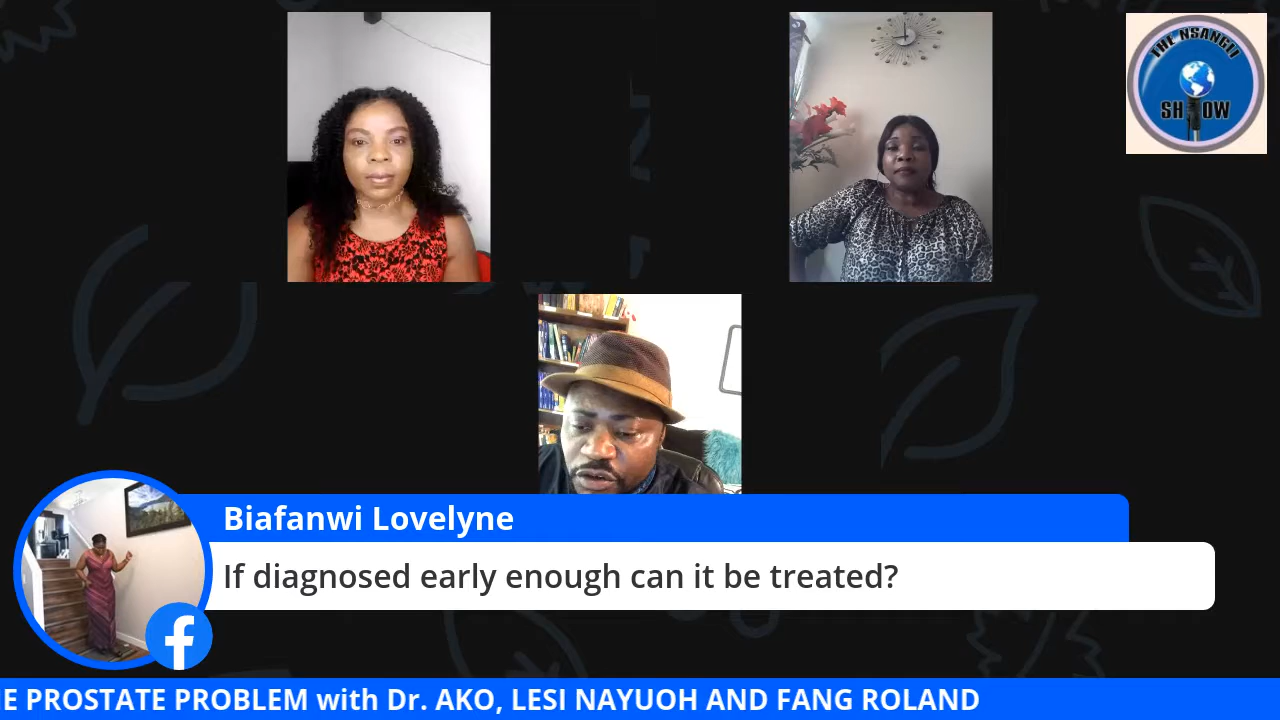 THE NSANGLI
SHOW
Biafanwi Lovelyne
If diagnosed early enough can it be treated?
E PROSTATE PROBLEM with Dr. AKO, LESI NAYUOH AND FANG ROLAND